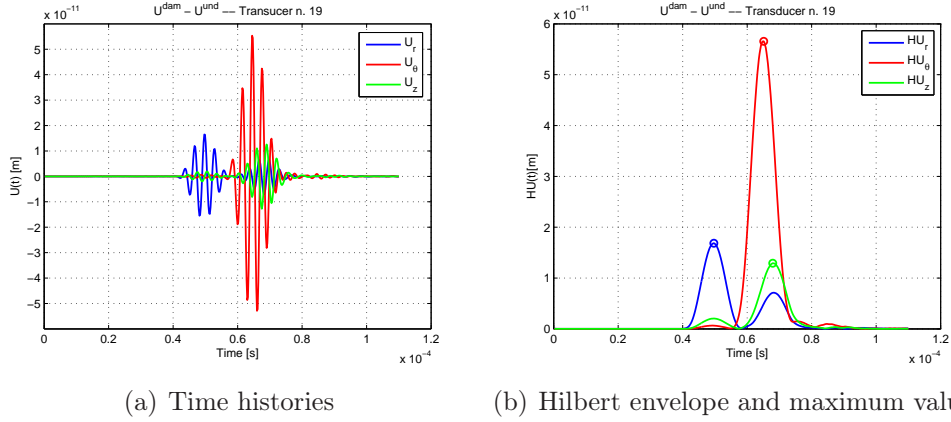 U^dam − U^und −− Transucer n. 19
x 10^−11
5
4
3
2
1
0
−1
−2
−3
−4
−5
U(t) [m]
U_r
U_θ
U_z
0 0.2 0.4 0.6 0.8 1 1.2
Time [s]
x 10^−4
(a) Time histories
U^dam − U^und −− Transducer n. 19
x 10^−11
6
5
4
3
2
1
0
HU(t)[m]
HU_r
HU_θ
HU_z
0 0.2 0.4 0.6 0.8 1 1.2
Time [s]
x 10^−4
(b) Hilbert envelope and maximum valu